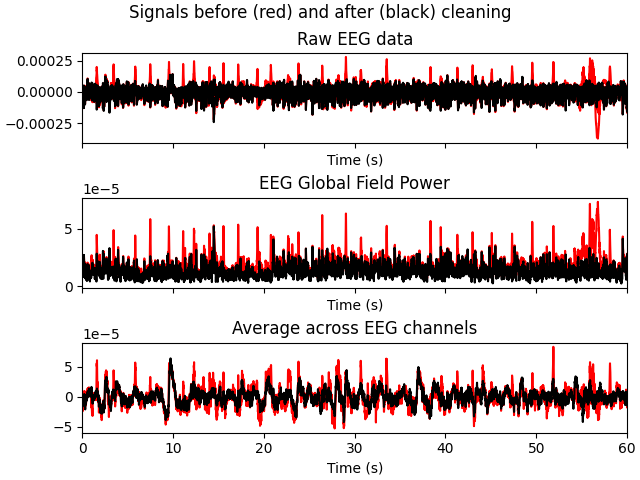 Signals before (red) and after (black) cleaning
Raw EEG data
0.00025
0.00000
−0.00025
Time (s)
EEG Global Field Power
1e−5
5
0
Time (s)
Average across EEG channels
1e−5
5
0
−5
0 10 20 30 40 50 60
Time (s)